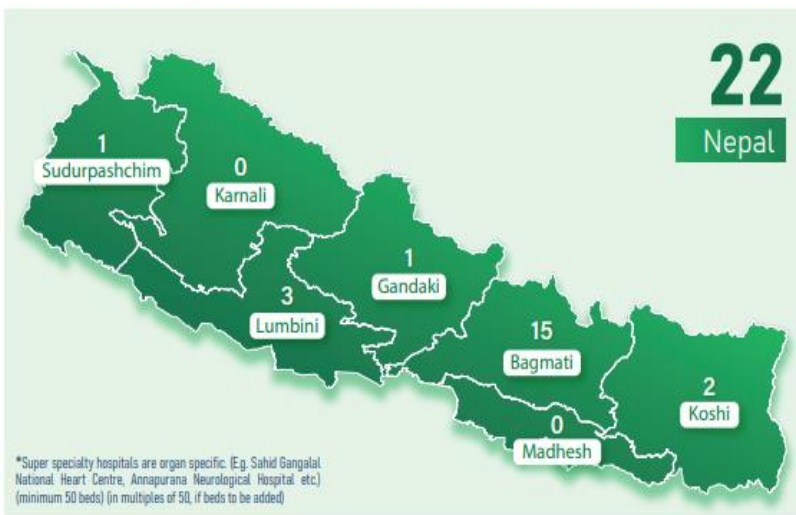 22
Nepal
1
Sudurpashchim
0
Karnali
1
Gandaki
3
Lumbini
15
Bagmati
2
Koshi
0
Madhesh
*Super specialty hospitals are organ specific. (E.g. Sahid Gangalal
National Heart Centre, Annapurana Neurological Hospital etc.)
(minimum 50 beds) (in multiples of 50, if beds to be added)